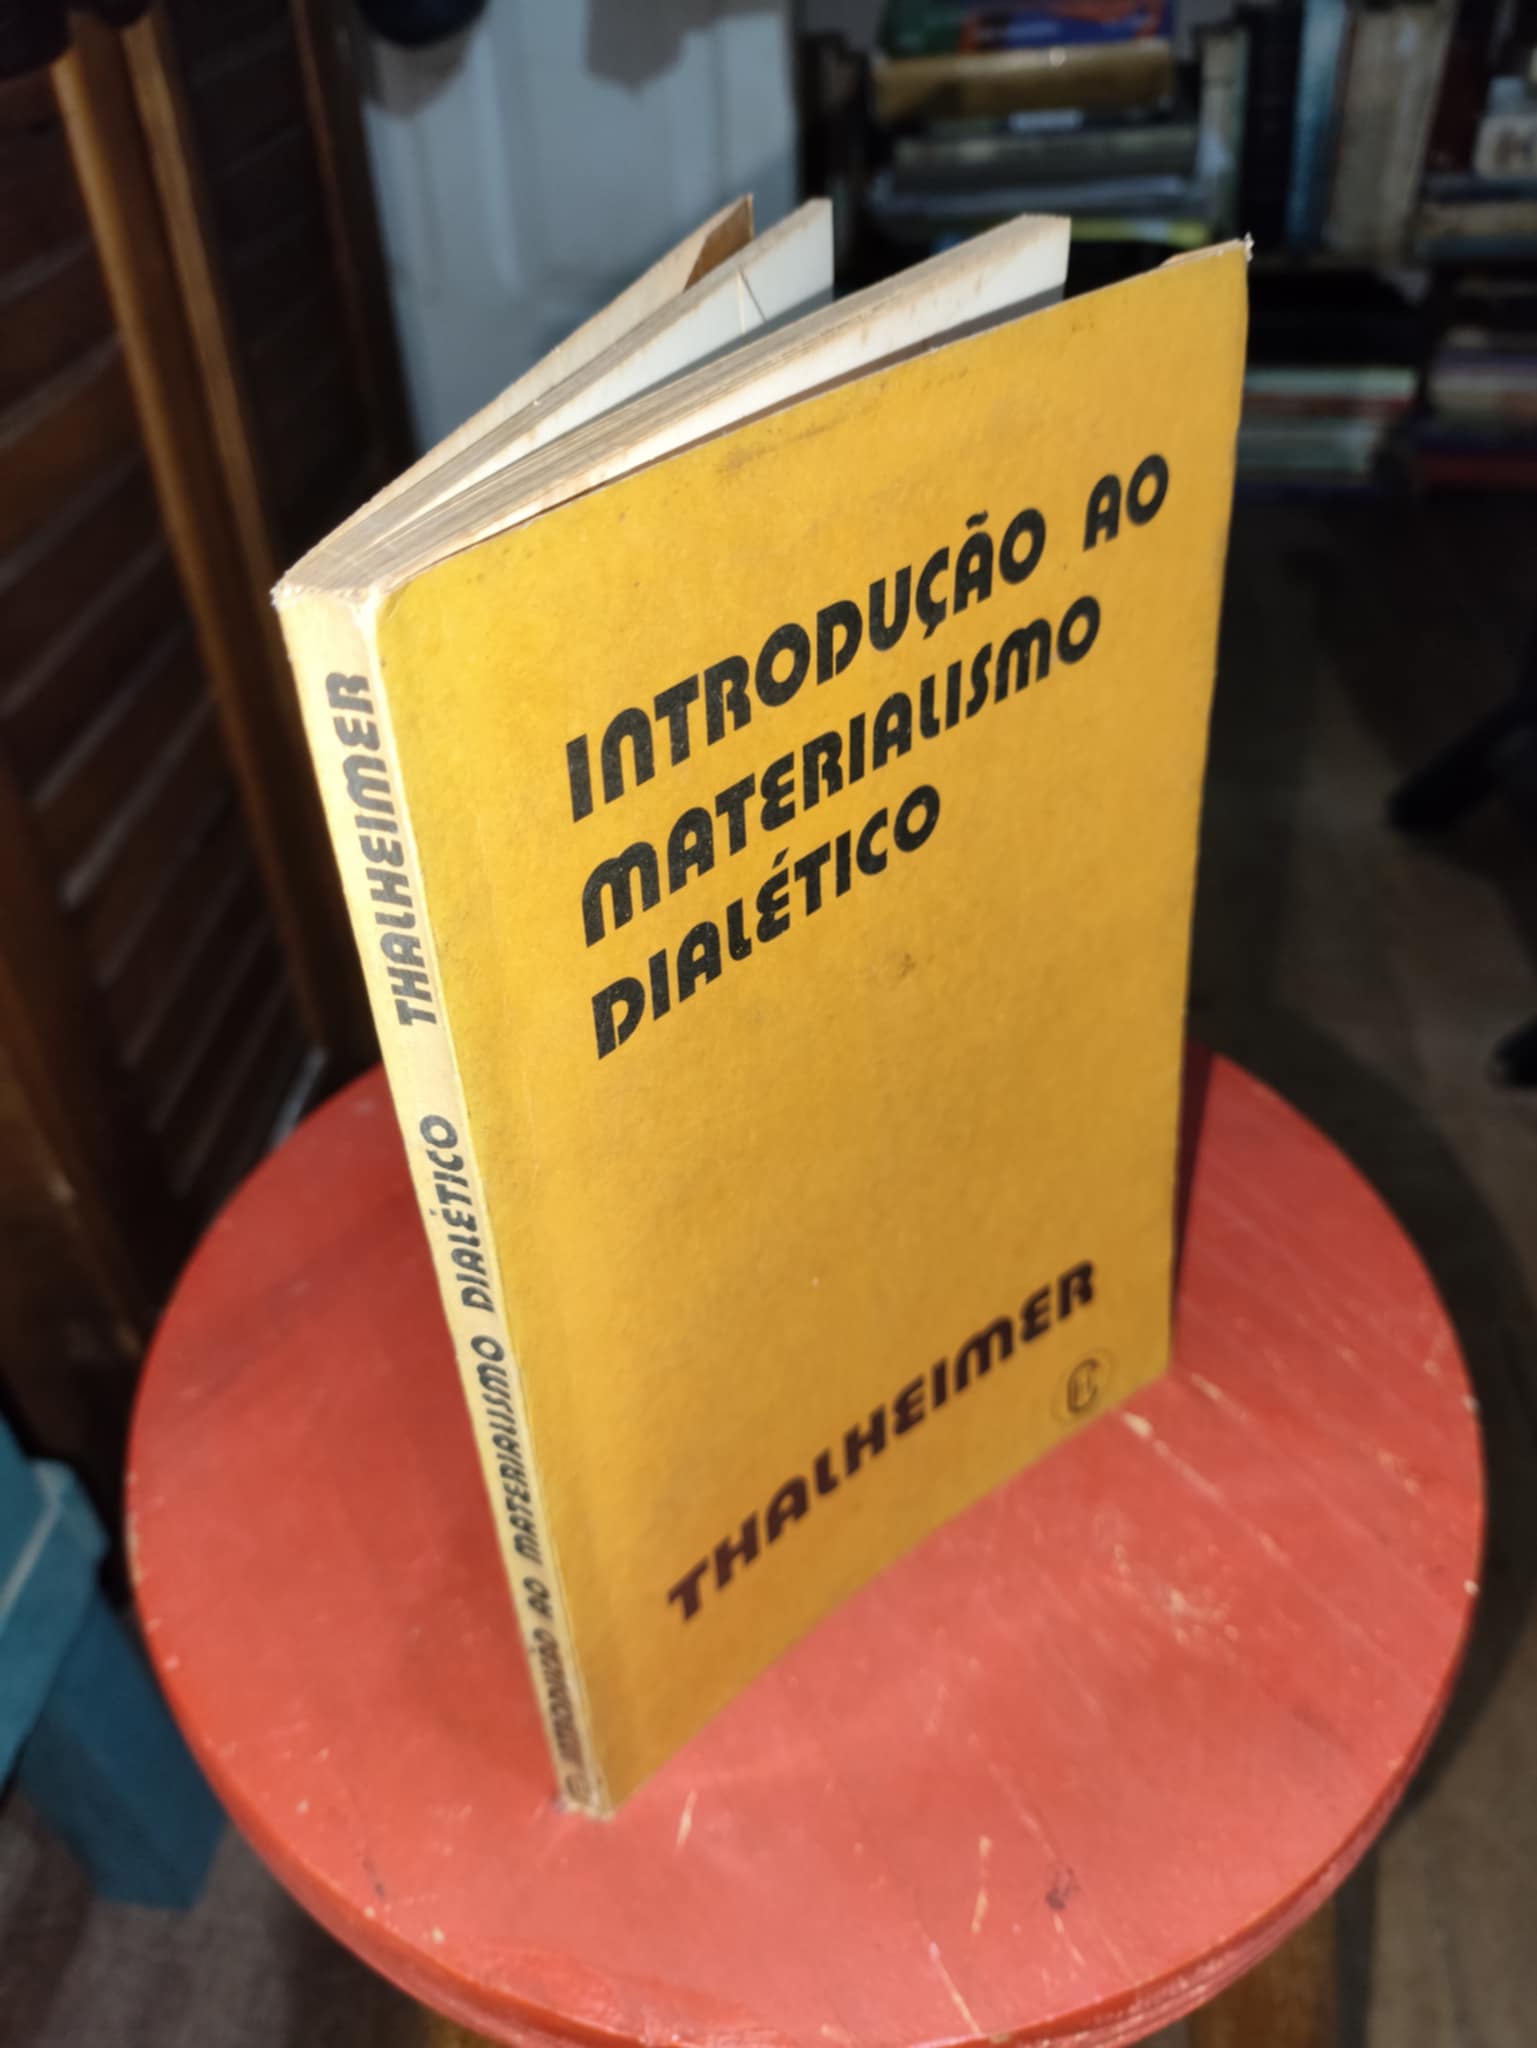 INTRODUÇÃO AO
MATERIALISMO
DIALÉTICO
THALHEIMER
THALHEIMER INTRODUÇÃO AO MATERIALISMO DIALÉTICO